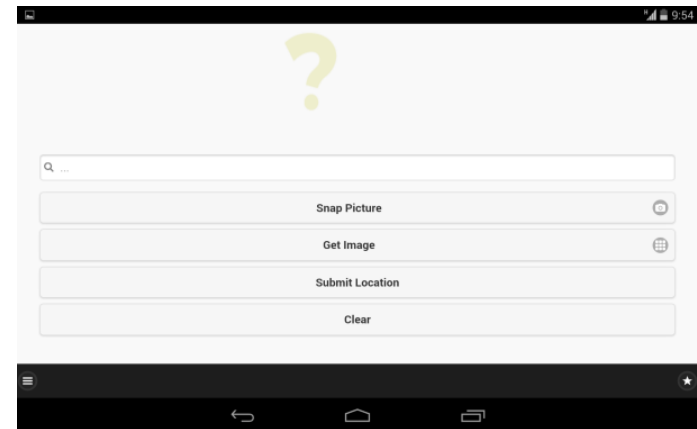 H 9:54
?
...
Snap Picture
Get Image
Submit Location
Clear